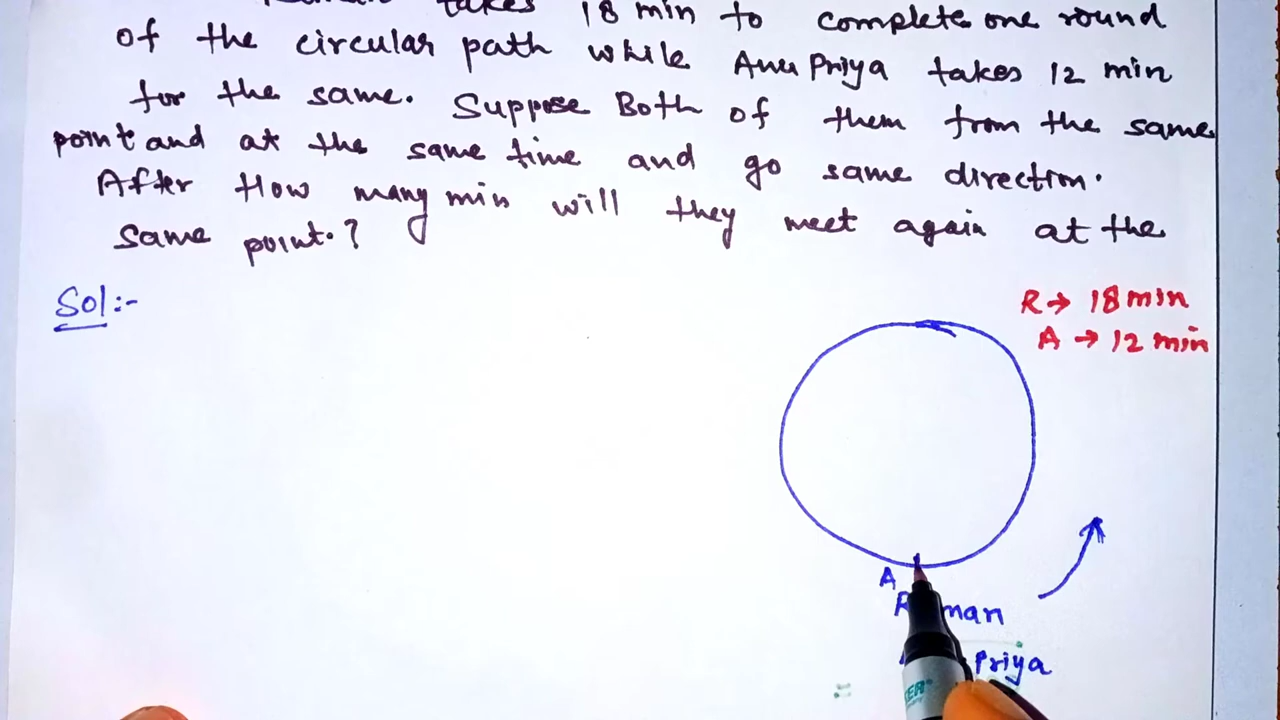 takes 18 min to complete one round
of the circular path while AnuPriya takes 12 min
for the same. Suppose Both of them from the same
point and at the same time and go same direction.
After How many min will they meet again at the
same point.?
Sol:-
R → 18 min
A → 12 min
A
man
Priya